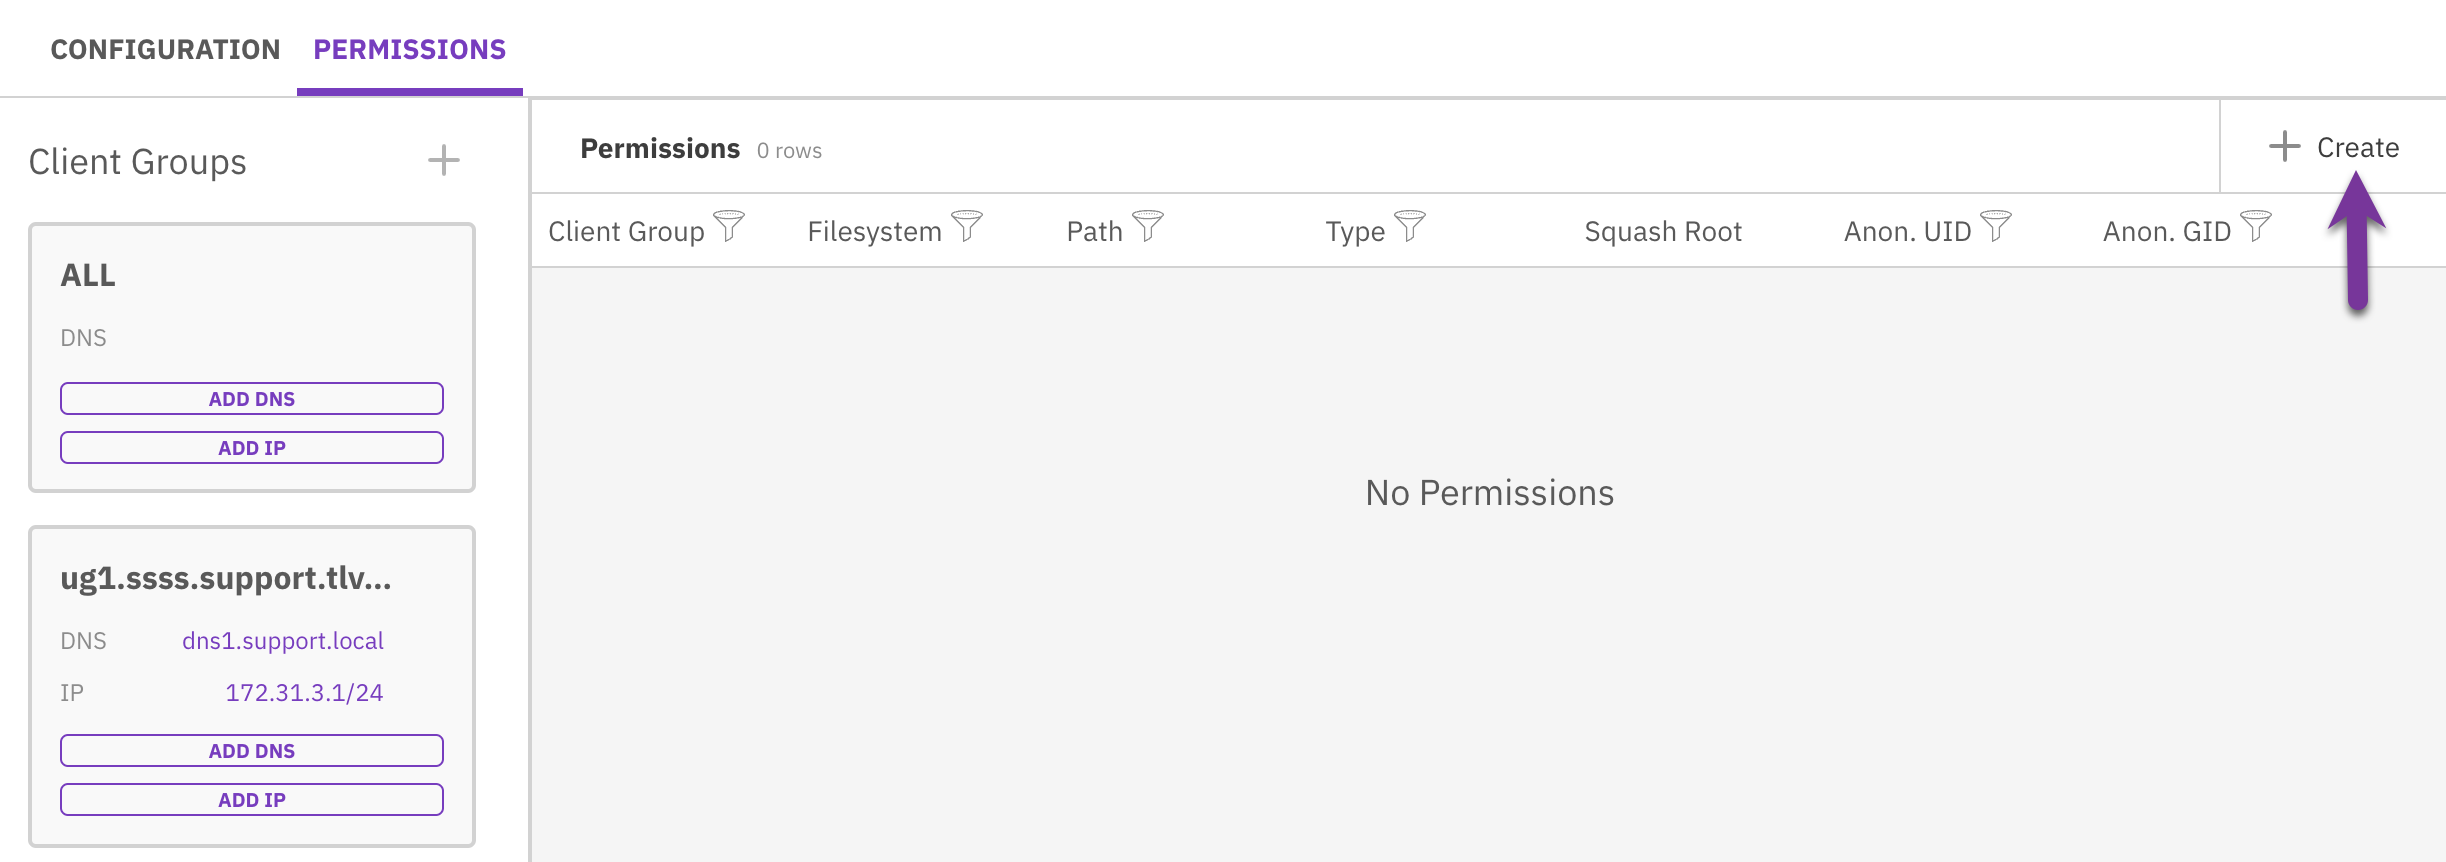 CONFIGURATION PERMISSIONS
Client Groups
ALL
DNS
ADD DNS
ADD IP
ug1.ssss.support.tlv...
DNS dns1.support.local
IP 172.31.3.1/24
ADD DNS
ADD IP
Permissions 0 rows
Create
Client Group Filesystem Path Type Squash Root Anon. UID Anon. GID
No Permissions